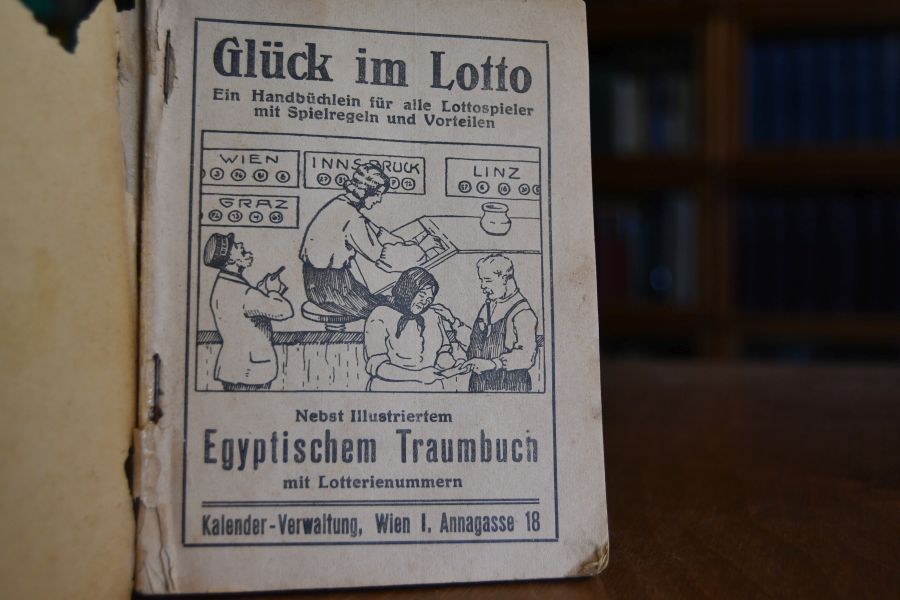 Glück im Lotto
Ein Handbüchlein für alle Lottospieler
mit Spielregeln und Vorteilen
WIEN
INNSBRUCK
LINZ
GRAZ
Nebst Illustriertem
Egyptischem Traumbuch
mit Lotterienummern
Kalender-Verwaltung, Wien I. Annagasse 18